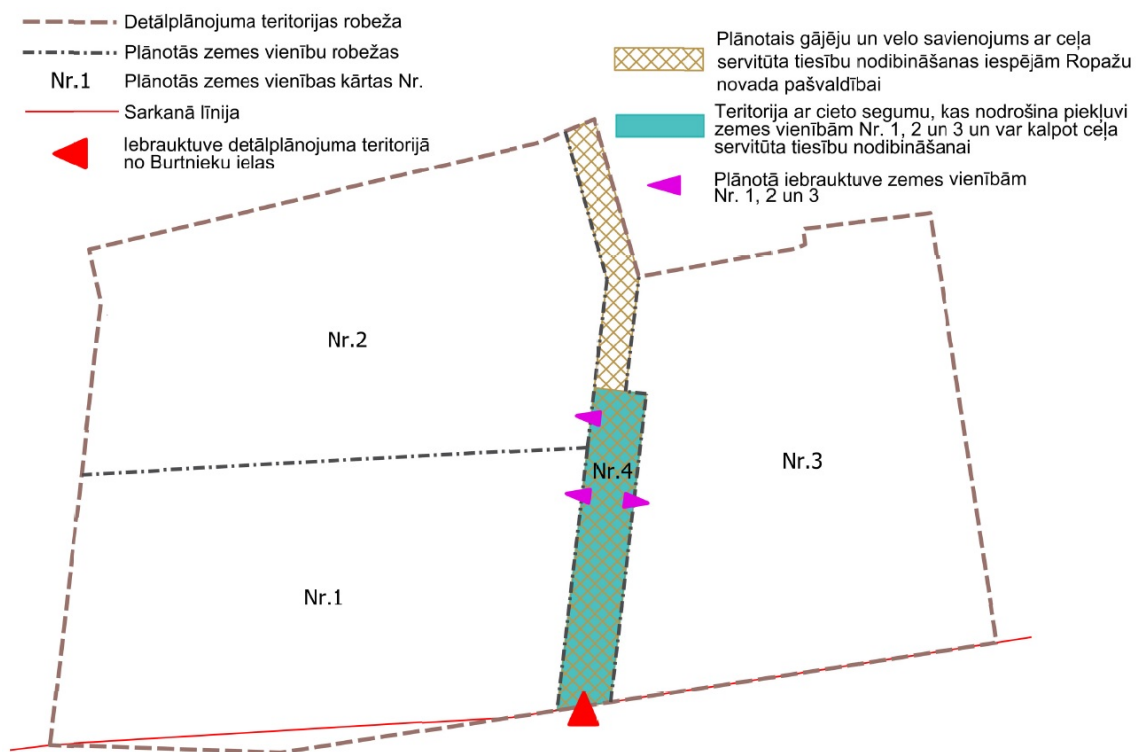 Detālplānojuma teritorijas robeža
Plānotās zemes vienību robežas
Nr.1 Plānotās zemes vienības kārtas Nr.
Sarkanā līnija
Iebrauktuve detālplānojuma teritorijā
no Burtnieku ielas
Plānotais gājēju un velo savienojums ar ceļa
servitūta tiesību nodibināšanas iespējām Ropažu
novada pašvaldībai
Teritorija ar cieto segumu, kas nodrošina piekļuvi
zemes vienībām Nr. 1, 2 un 3 un var kalpot ceļa
servitūta tiesību nodibināšanai
Plānotā iebrauktuve zemes vienībām
Nr. 1, 2 un 3
Nr.2
Nr.4
Nr.3
Nr.1